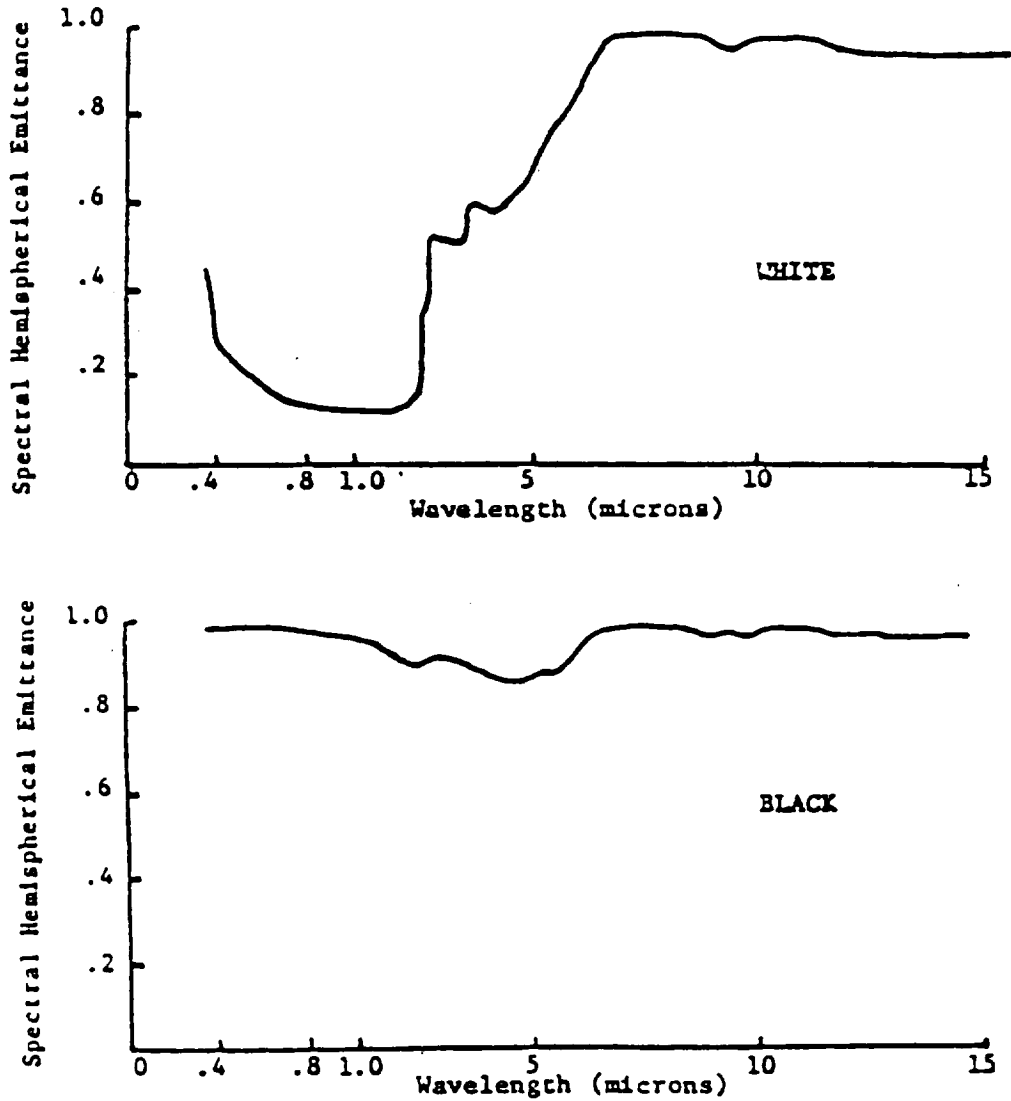 Spectral Hemispherical Emittance
1.0
.8
.6
.4
.2
WHITE
0 .4 .8 1.0 5 10 15
Wavelength (microns)
Spectral Hemispherical Emittance
1.0
.8
.6
.4
.2
BLACK
0 .4 .8 1.0 5 10 15
Wavelength (microns)